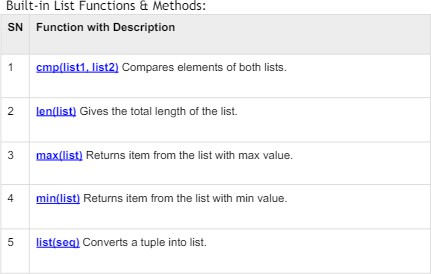 Built-in List Functions & Methods:
SN Function with Description
1 cmp(list1, list2) Compares elements of both lists.
2 len(list) Gives the total length of the list.
3 max(list) Returns item from the list with max value.
4 min(list) Returns item from the list with min value.
5 list(seq) Converts a tuple into list.